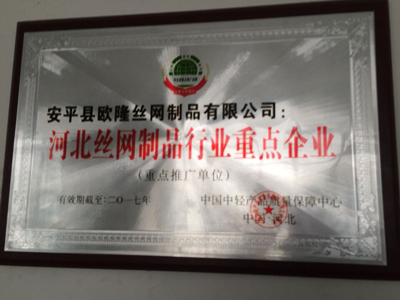 安平县欧隆丝网制品有限公司：
河北丝网制品行业重点企业
（重点推广单位）
有效期截至：二〇一七年
中国中轻产品质量保障中心
中国·河北